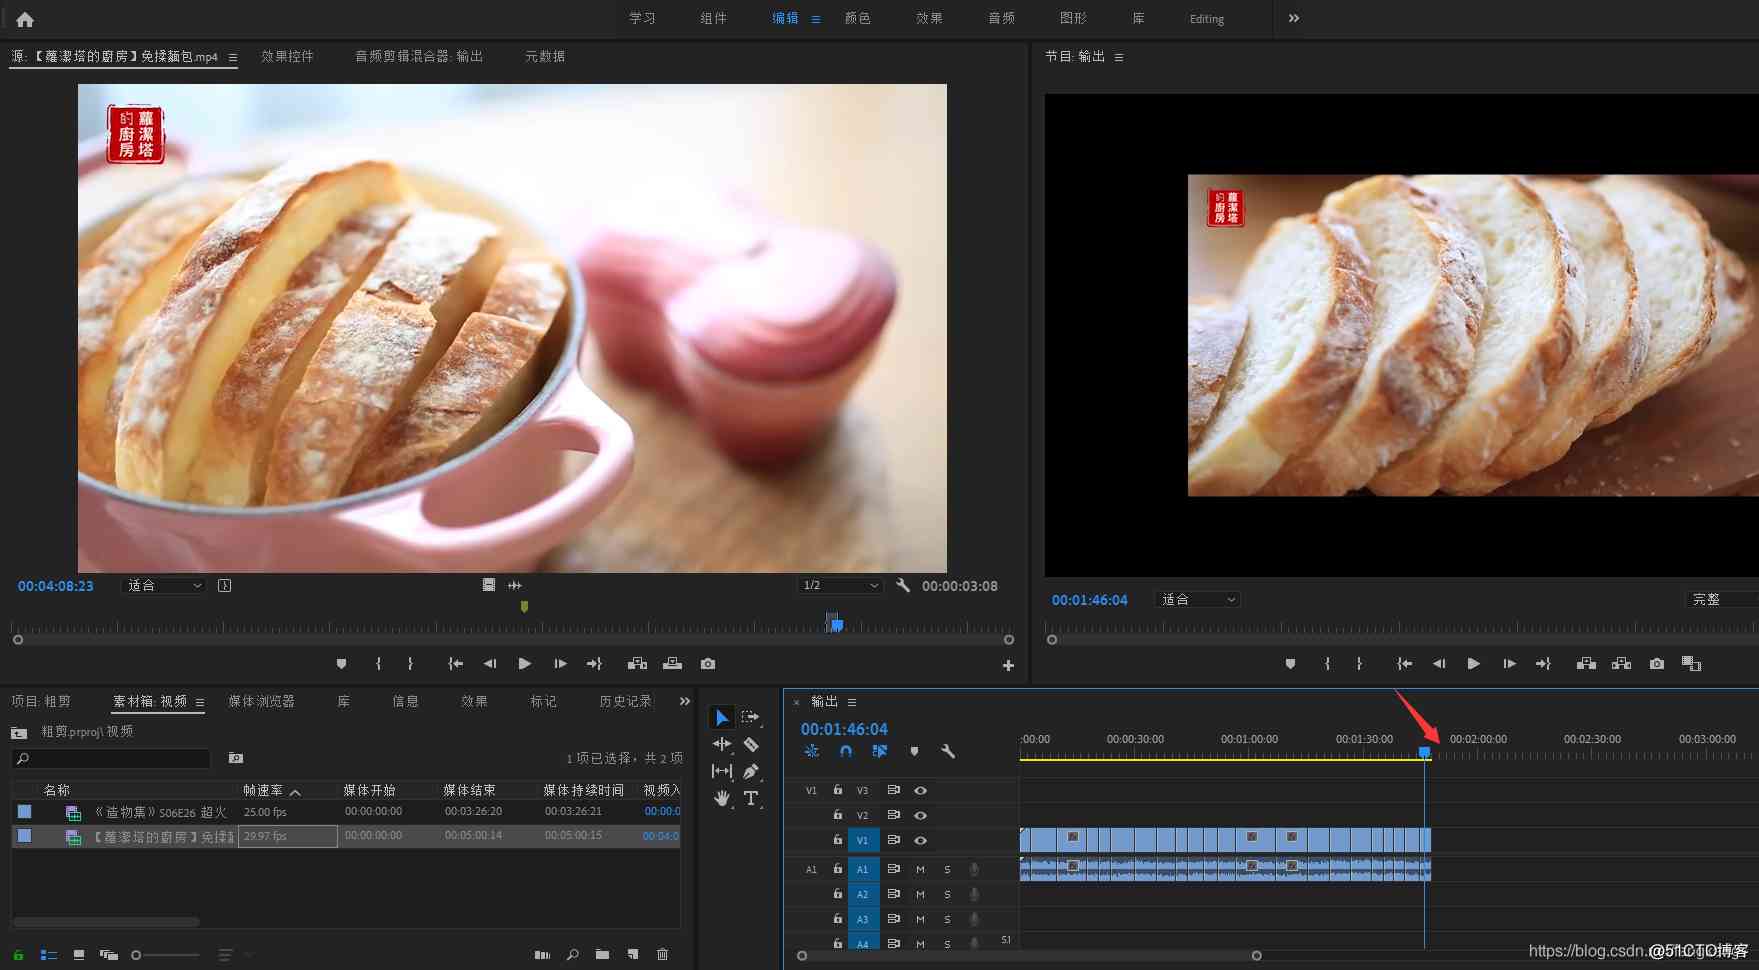 学习 组件 编辑 颜色 效果 音频 图形 库 Editing
源: 【蘿潔塔的廚房】免揉麵包.mp4 效果控件 音频剪辑混合器: 输出 元数据
节目: 输出
蘿潔塔
的廚房
蘿潔塔
的廚房
00:04:08:23 适合 1/2 00:00:03:08
00:01:46:04 适合 完整
项目: 粗剪 素材箱: 视频 媒体浏览器 库 信息 效果 标记 历史记录
粗剪.prproj\ 视频
1 项已选择，共 2 项
名称 帧速率 媒体开始 媒体结束 媒体持续时间 视频入
《造物集》S06E26 超火 25.00 fps 00:00:00:00 00:03:26:20 00:03:26:21 00:00:0
【蘿潔塔的廚房】免揉 29.97 fps 00:00:00:00 00:05:00:14 00:05:00:15 00:04:0
× 输出
00:01:46:04
:00:00 00:00:30:00 00:01:00:00 00:01:30:00 00:02:00:00 00:02:30:00 00:03:00:00
V1 V3
V2
V1
A1 A1 M S
A2 M S
A3 M S
A4 M S 5.1
https://blog.csdn. @51CTO博客